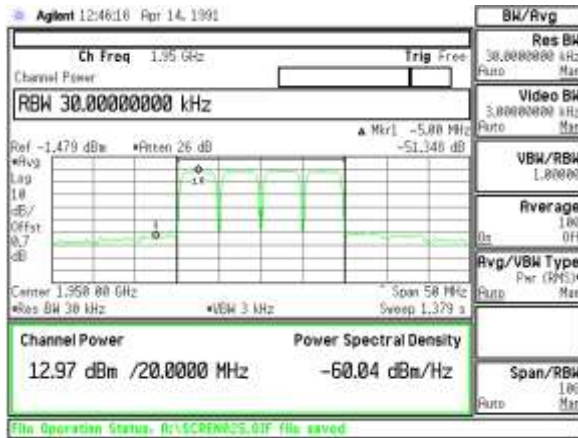 Agilent 12:46:16 Apr 14, 1991
BW/Avg
Ch Freq 1.95 GHz Trig Free
Channel Power
RBW 30.00000000 kHz
▲ Mkr1 -5.00 MHz
Ref -1.479 dBm #Atten 26 dB -51.348 dB
#Avg
Log
10
dB/
Offst
0.7
dB
1R
1
Center 1.950 00 GHz Span 50 MHz
#Res BW 30 kHz #VBW 3 kHz Sweep 1.379 s
Channel Power Power Spectral Density
12.97 dBm /20.0000 MHz -60.04 dBm/Hz
File Operation Status, A:\SCREN025.GIF file saved
Res BW
30.0000000 kHz
Auto Man
Video BW
3.00000000 kHz
Auto Man
VBW/RBW
1.00000
Average
100
On Off
Avg/VBW Type
Pwr (RMS)
Auto Man
Span/RBW
106
Auto Man